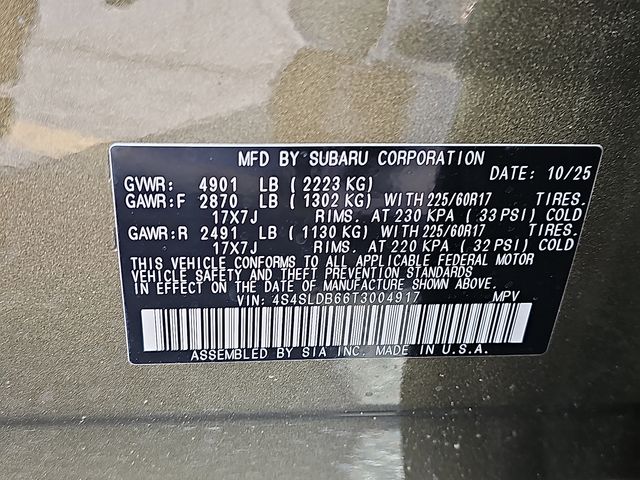 MFD BY SUBARU CORPORATION
DATE: 10/25
GVWR: 4901 LB (2223 KG)
GAWR:F 2870 LB (1302 KG) WITH 225/60R17 TIRES.
17X7J RIMS. AT 230 KPA (33 PSI) COLD
GAWR:R 2491 LB (1130 KG) WITH 225/60R17 TIRES.
17X7J RIMS. AT 220 KPA (32 PSI) COLD
THIS VEHICLE CONFORMS TO ALL APPLICABLE FEDERAL MOTOR
VEHICLE SAFETY AND THEFT PREVENTION STANDARDS
IN EFFECT ON THE DATE OF MANUFACTURE SHOWN ABOVE.
VIN: 4S4SLDB66T3004917 MPV
ASSEMBLED BY SIA INC. MADE IN U.S.A.